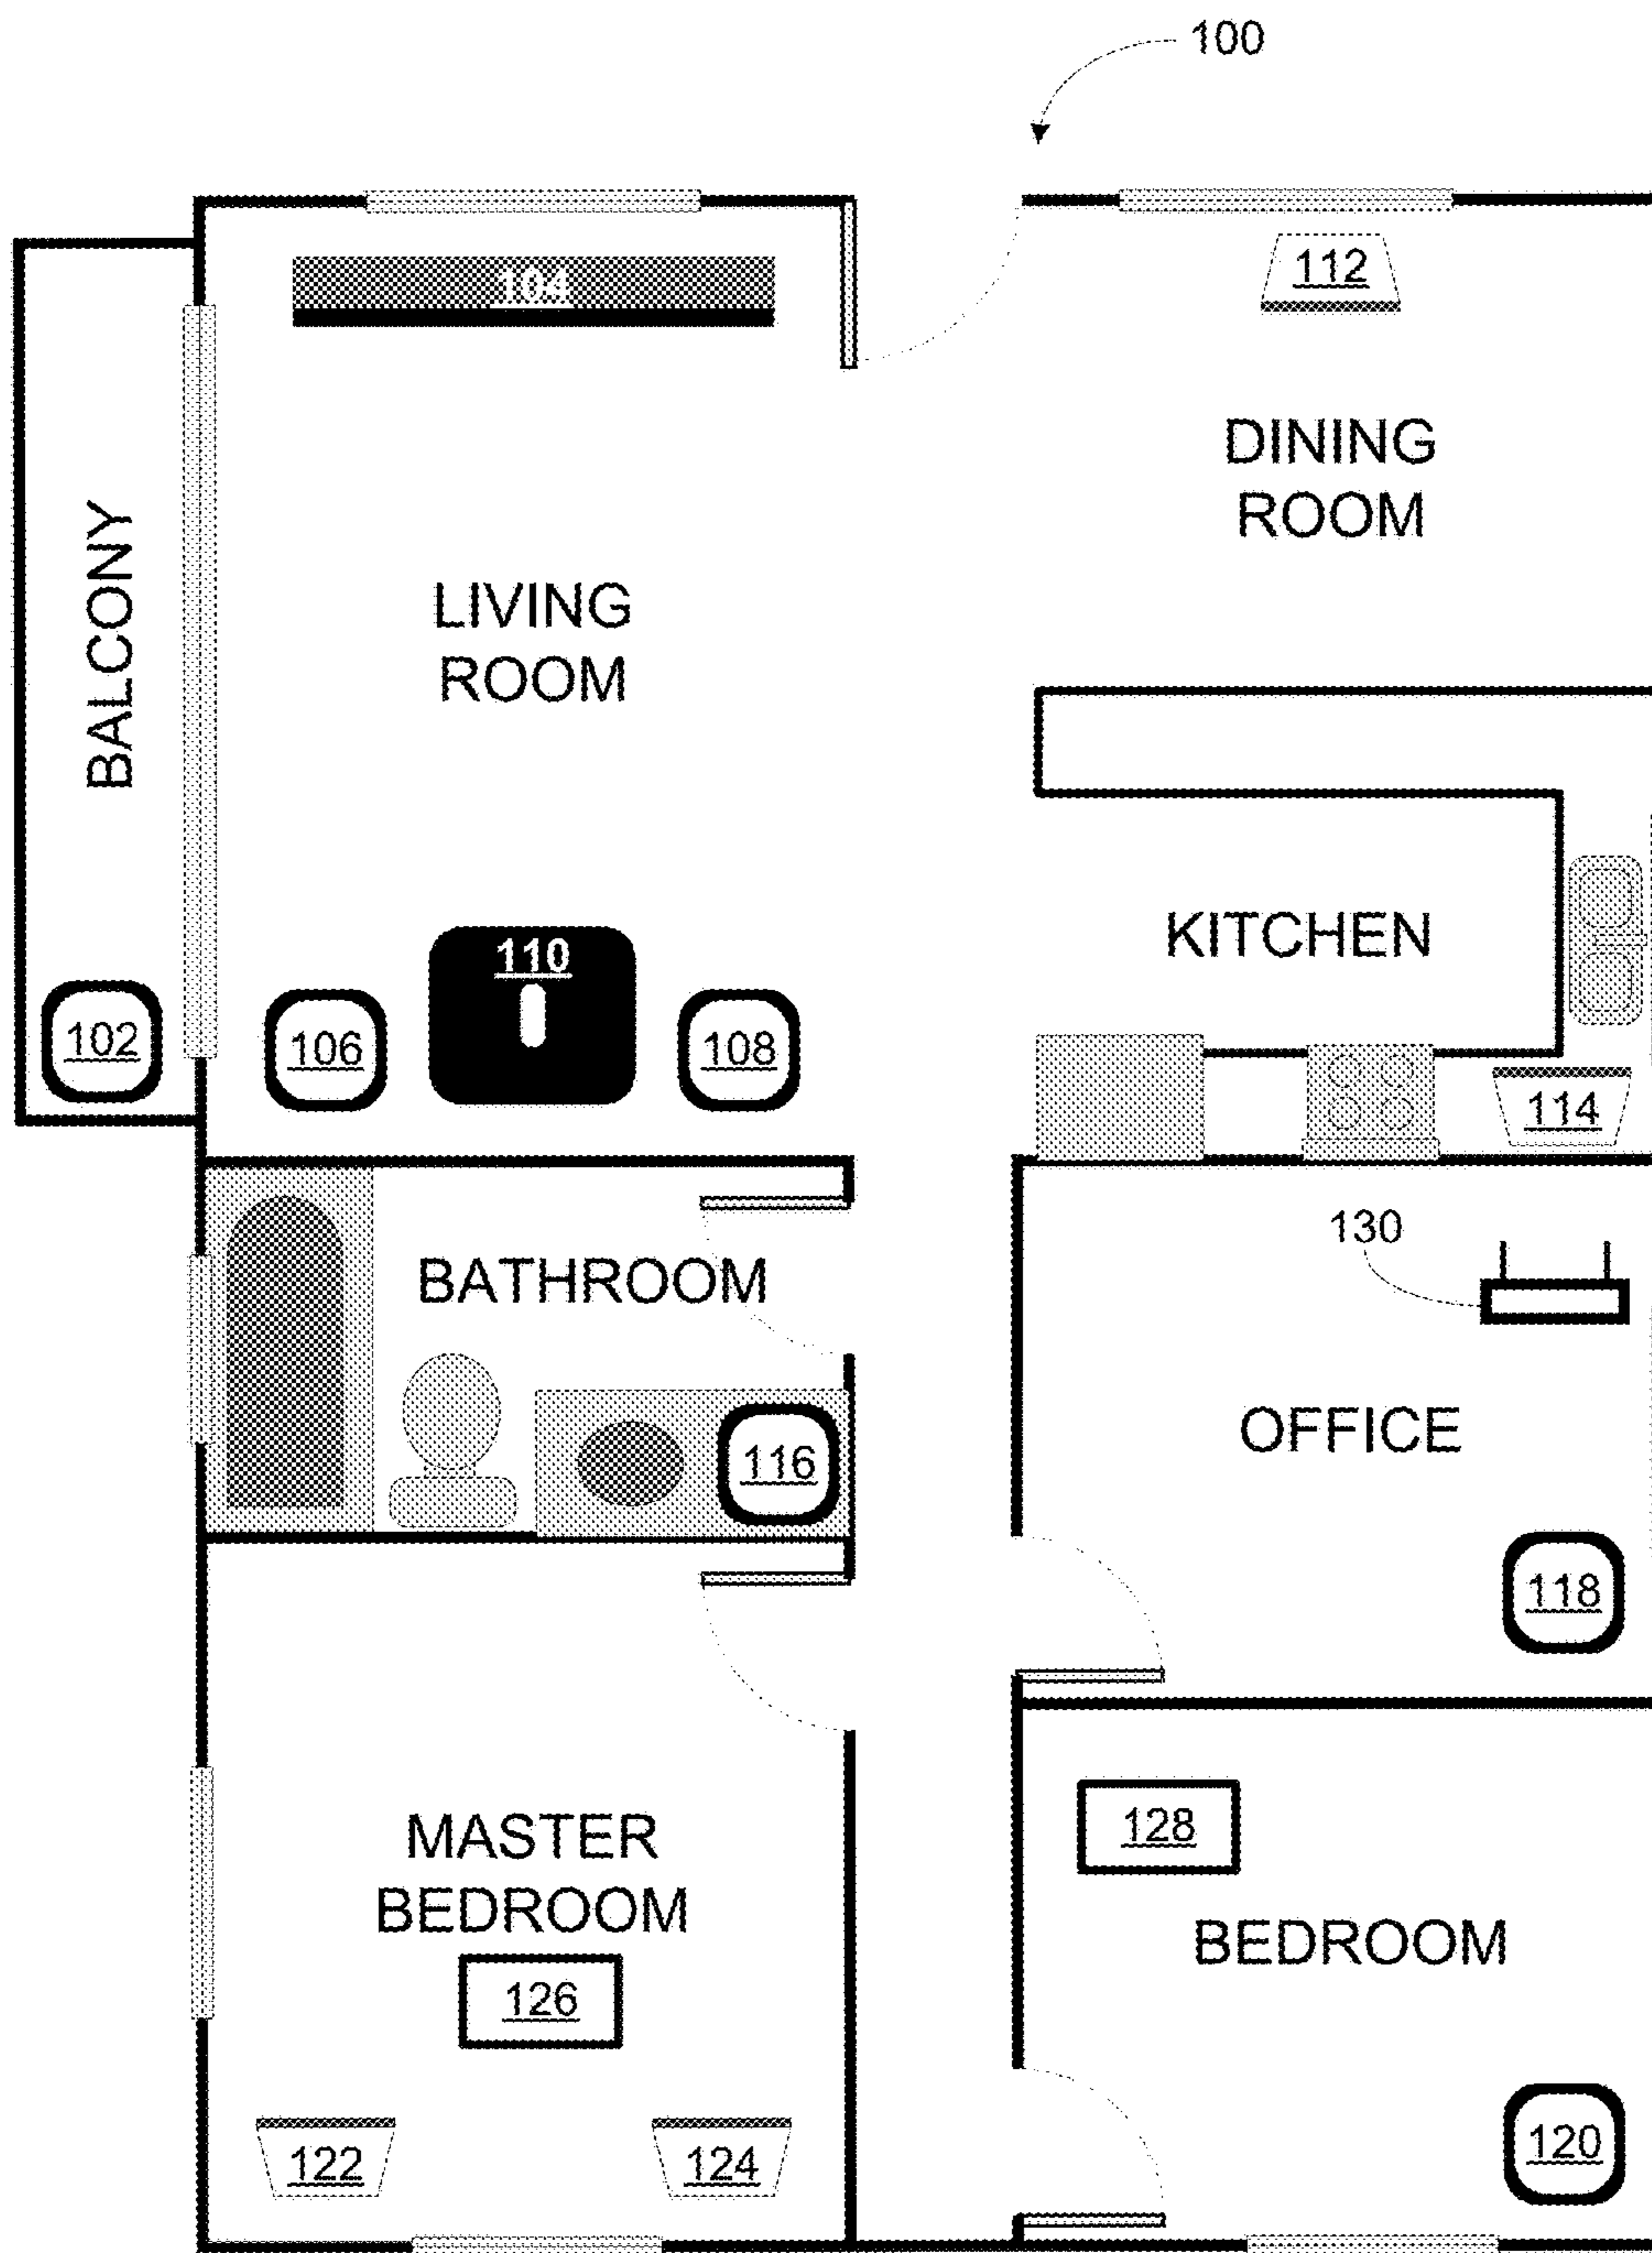 100
104
112
DINING
ROOM
BALCONY
LIVING
ROOM
110
KITCHEN
102
106
108
114
130
BATHROOM
OFFICE
116
118
128
MASTER
BEDROOM
BEDROOM
126
120
122
124